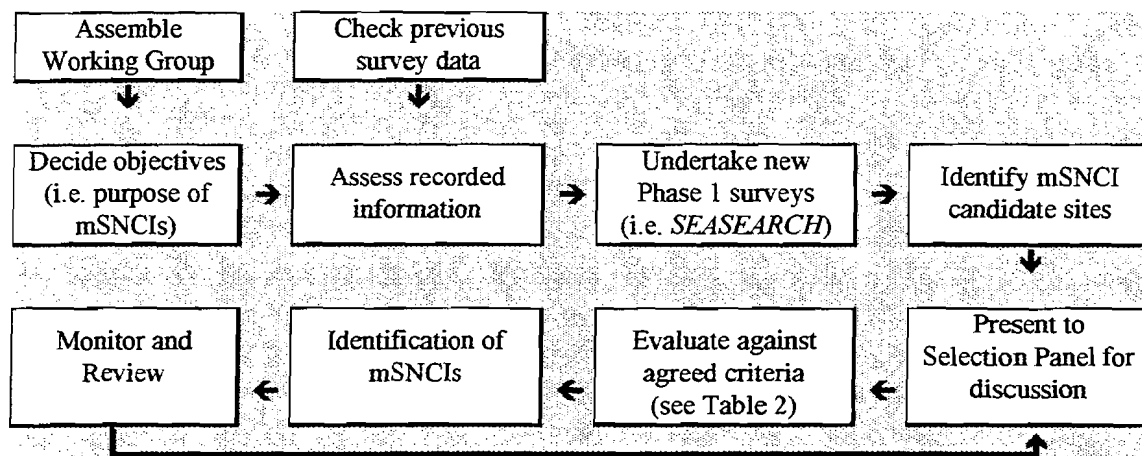 Assemble
Working Group
Check previous
survey data
Decide objectives
(i.e. purpose of
mSNCIs)
Assess recorded
information
Undertake new
Phase 1 surveys
(i.e. SEASEARCH)
Identify mSNCI
candidate sites
Monitor and
Review
Identification of
mSNCIs
Evaluate against
agreed criteria
(see Table 2)
Present to
Selection Panel for
discussion